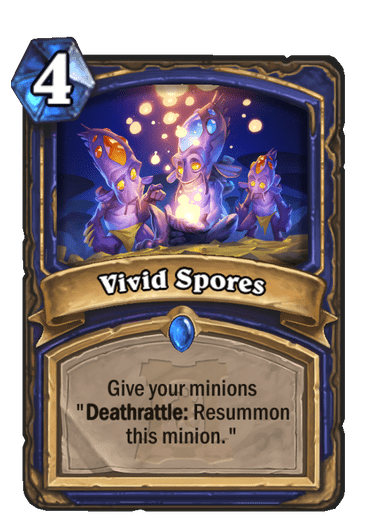 4
Vivid Spores
Give your minions
"Deathrattle: Resummon
this minion."